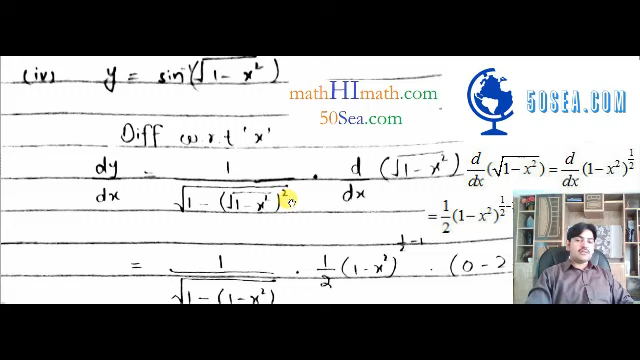 (iv) y = sin⁻¹(√1 - x²)
mathHImath.com
50Sea.com
50SEA.COM
Diff w.r.t 'x'
dy/dx = 1/√1 - (√1 - x²)² · d/dx (√1 - x²)
d/dx (√1 - x²) = d/dx (1 - x²)^1/2
= 1/2 (1 - x²)^1/2 -
= 1/√1 - (1 - x²) · 1/2 (1 - x²)^1/2 - 1 · (0 - 2